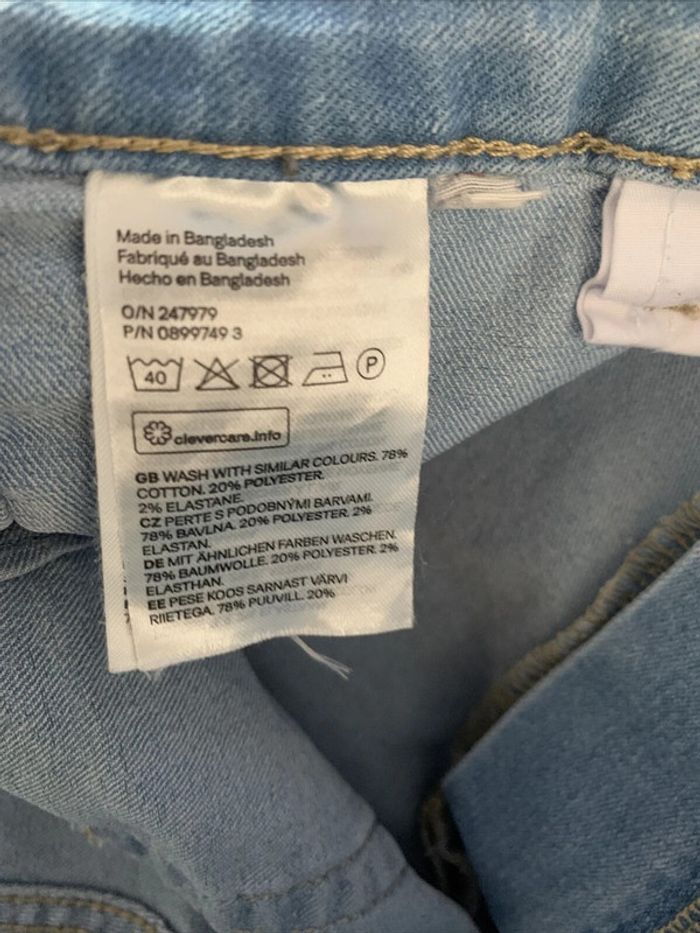 Made in Bangladesh
Fabriqué au Bangladesh
Hecho en Bangladesh
O/N 247979
P/N 0899749 3
40
P
clevercare.info
GB WASH WITH SIMILAR COLOURS. 78%
COTTON. 20% POLYESTER.
2% ELASTANE.
CZ PERTE S PODOBNÝMI BARVAMI.
78% BAVLNA. 20% POLYESTER. 2%
ELASTAN.
DE MIT ÄHNLICHEN FARBEN WASCHEN.
78% BAUMWOLLE. 20% POLYESTER. 2%
ELASTHAN.
EE PESE KOOS SARNAST VÄRVI
RIIETEGA. 78% PUUVILL. 20%